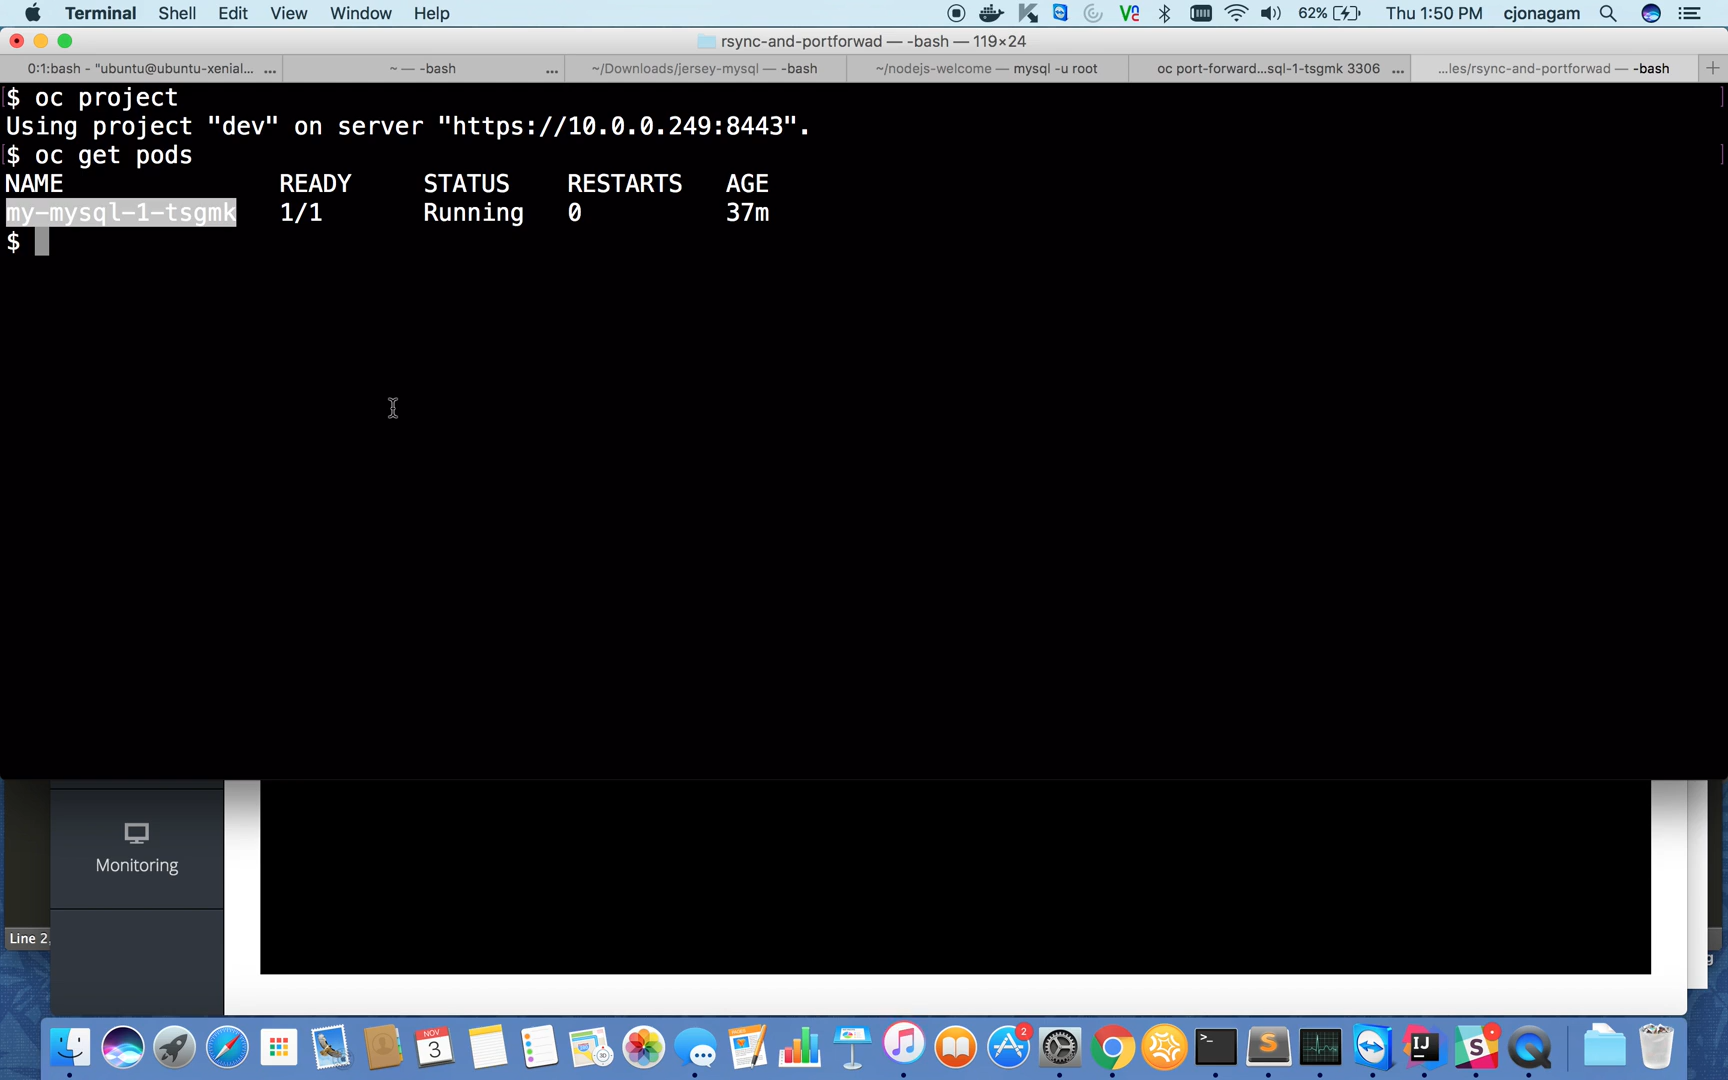 Terminal Shell Edit View Window Help 62% Thu 1:50 PM cjonagam
rsync-and-portforwad — -bash — 119×24
0:1:bash - "ubuntu@ubuntu-xenial... ... ~ — -bash ... ~/Downloads/jersey-mysql — -bash ~/nodejs-welcome — mysql -u root oc port-forward...sql-1-tsgmk 3306 ... ...les/rsync-and-portforwad — -bash
$ oc project
Using project "dev" on server "https://10.0.0.249:8443".
$ oc get pods
NAME READY STATUS RESTARTS AGE
my-mysql-1-tsgmk 1/1 Running 0 37m
$
Monitoring
Line 2
NOV
3
2